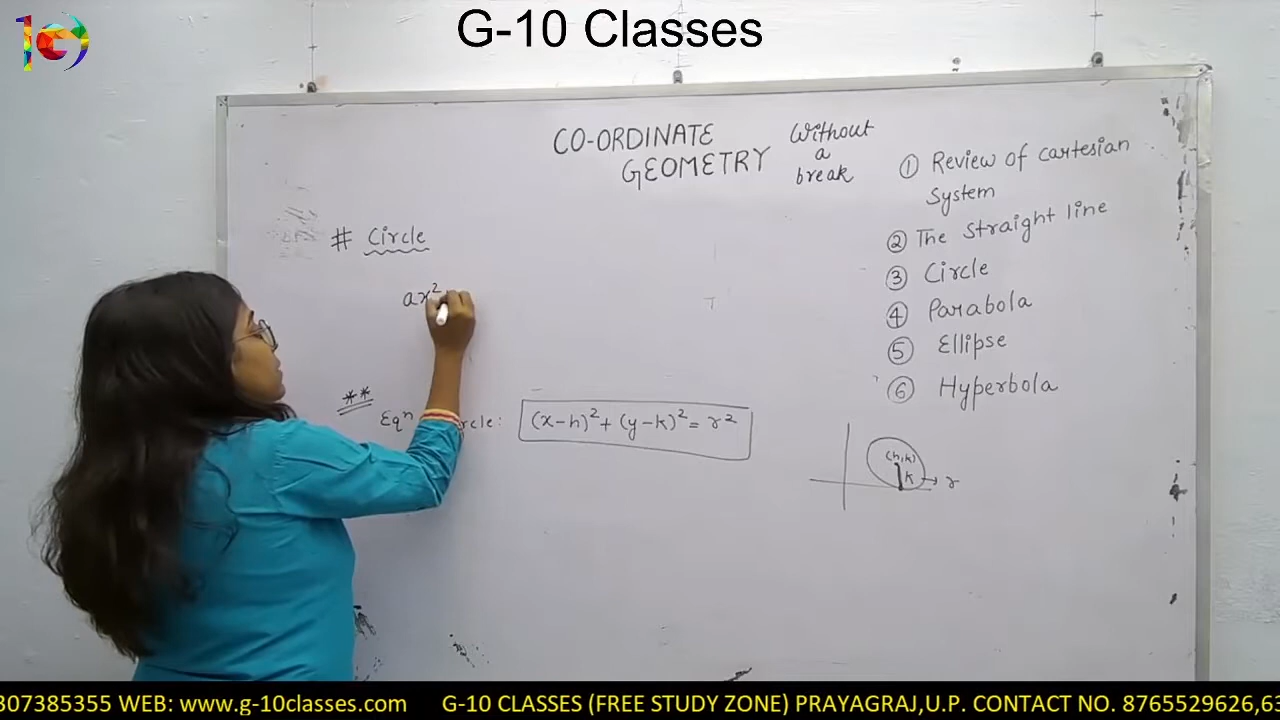 G-10 Classes
CO-ORDINATE
GEOMETRY
Without
a
break
# Circle
ax²
** Eqⁿ rcle: (x-h)² + (y-k)² = r²
① Review of cartesian
system
② The straight line
③ Circle
④ Parabola
⑤ Ellipse
⑥ Hyperbola
(h,k)
k → r
307385355 WEB: www.g-10classes.com G-10 CLASSES (FREE STUDY ZONE) PRAYAGRAJ,U.P. CONTACT NO. 8765529626,63